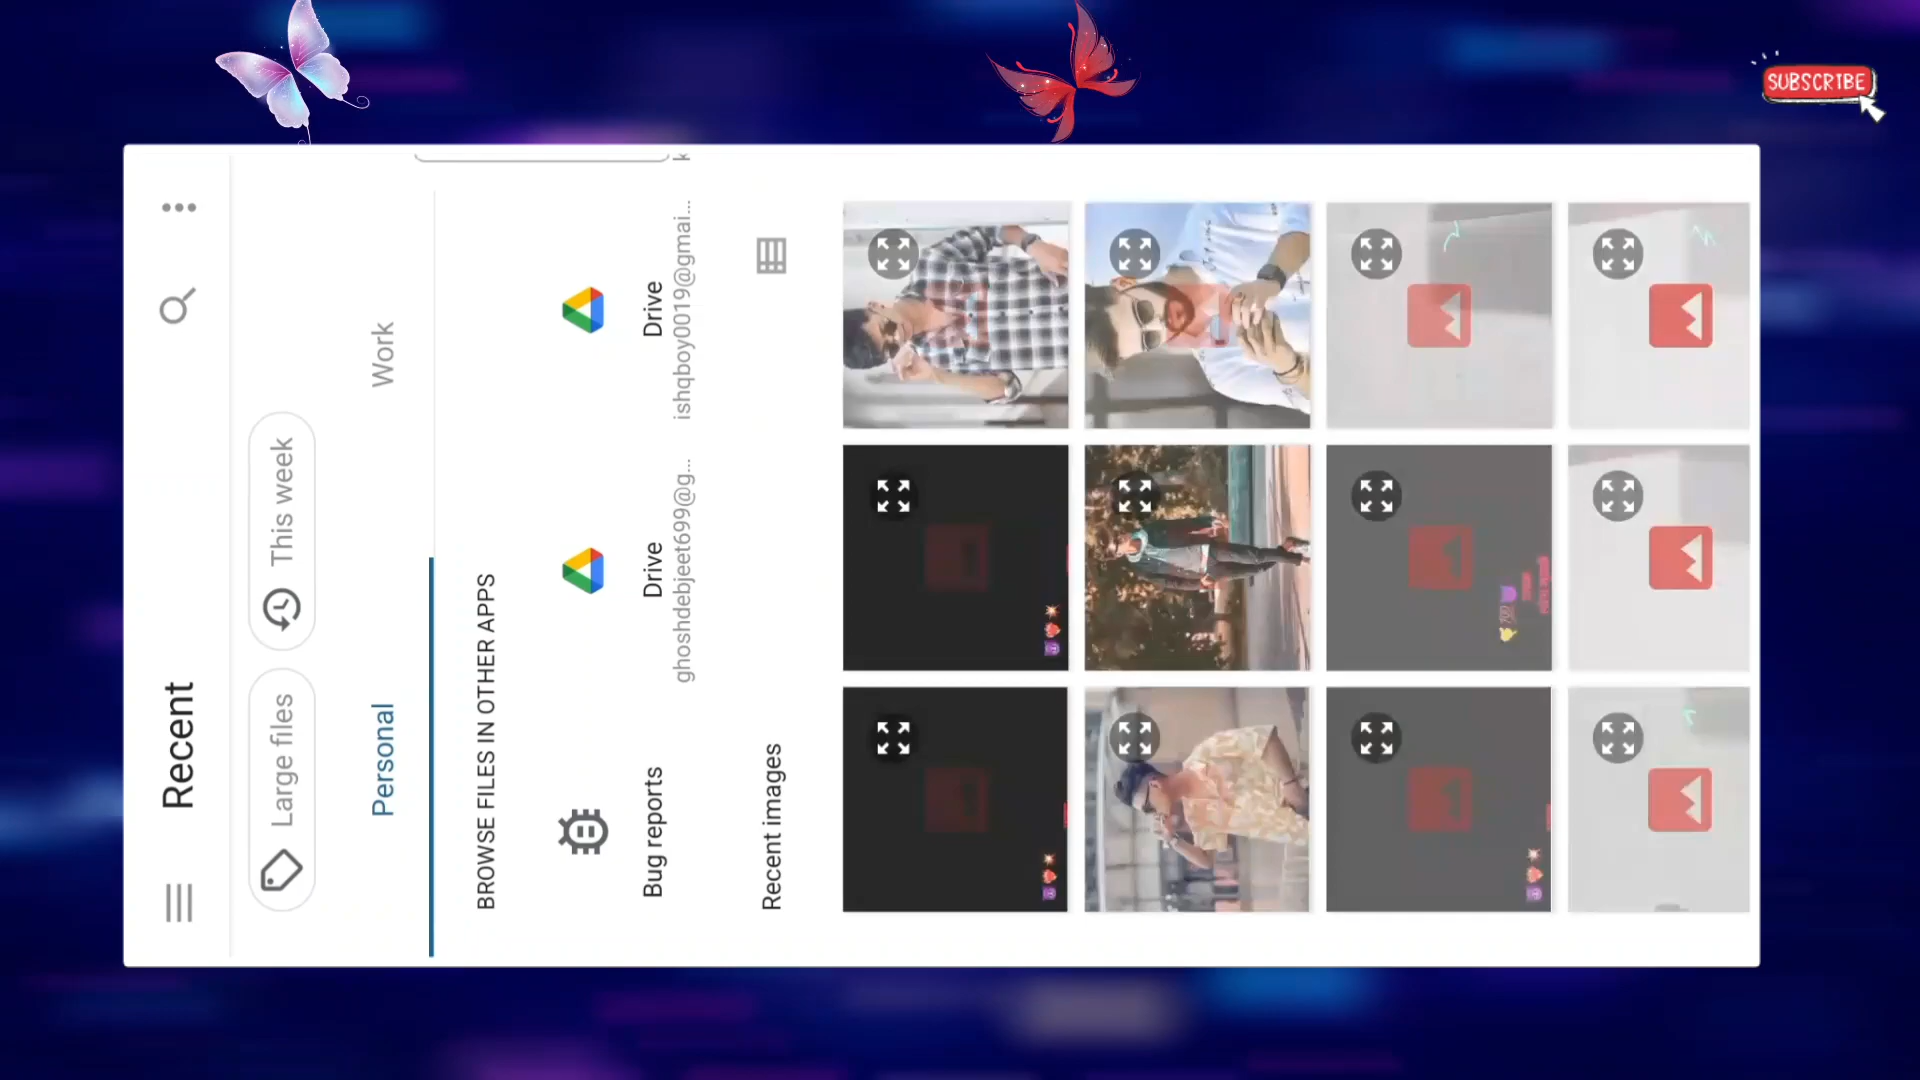 SUBSCRIBE
Recent
Large files
This week
Personal
Work
BROWSE FILES IN OTHER APPS
Bug reports
Drive
ghoshdebjeet699@g...
Drive
ishqboy0019@gmai...
Recent images